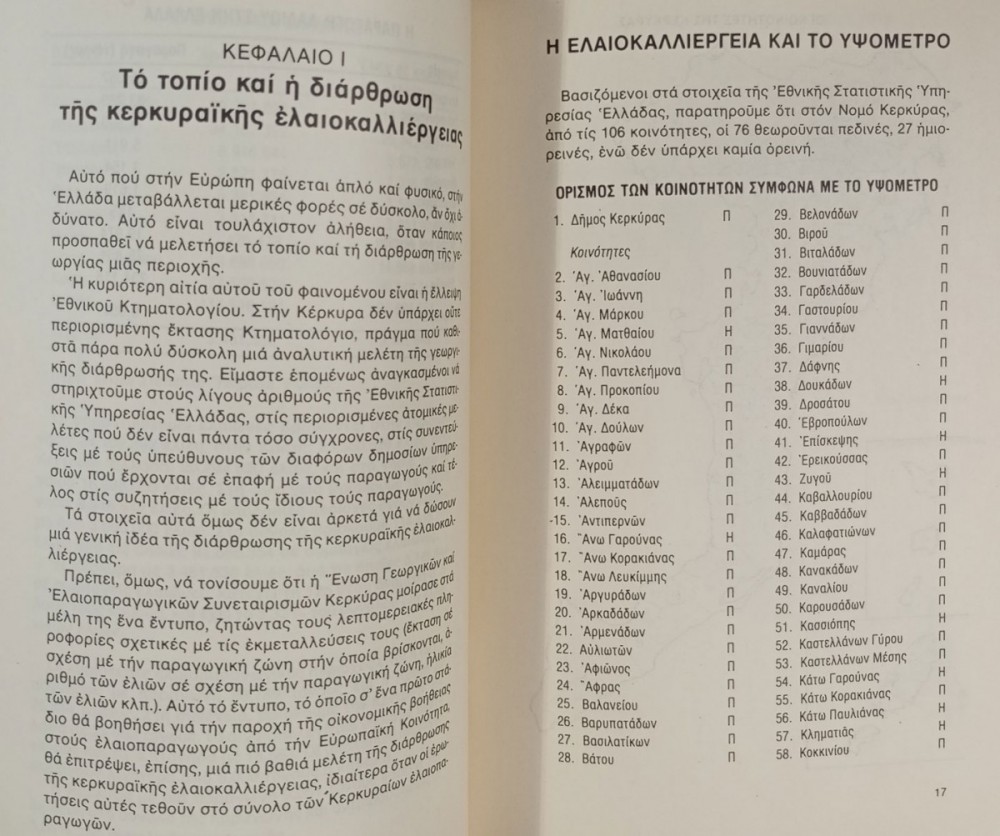 ΚΕΦΑΛΑΙΟ Ι
Τό τοπίο καί ἡ διάρθρωση
τῆς κερκυραϊκῆς ἐλαιοκαλλιέργειας
Αὐτό πού στήν Εὐρώπη φαίνεται ἁπλό καί φυσικό, στήν
Ἑλλάδα μεταβάλλεται μερικές φορές σέ δύσκολο, ἄν ὄχι ἀ-
δύνατο. Αὐτό εἶναι τουλάχιστον ἀλήθεια, ὅταν κάποιος
προσπαθεῖ νά μελετήσει τό τοπίο καί τή διάρθρωση τῆς γε-
ωργίας μιᾶς περιοχῆς.
Ἡ κυριότερη αἰτία αὐτοῦ τοῦ φαινομένου εἶναι ἡ ἔλλειψη
Ἐθνικοῦ Κτηματολογίου. Στήν Κέρκυρα δέν ὑπάρχει οὔτε
περιορισμένης ἔκτασης Κτηματολόγιο, πράγμα πού καθι-
στᾶ πάρα πολύ δύσκολη μιά ἀναλυτική μελέτη τῆς γεωργι-
κῆς διάρθρωσής της. Εἴμαστε ἑπομένως ἀναγκασμένοι νά
στηριχτοῦμε στούς λίγους ἀριθμούς τῆς Ἐθνικῆς Στατιστι-
κῆς Ὑπηρεσίας Ἑλλάδας, στίς περιορισμένες ἀτομικές με-
λέτες πού δέν εἶναι πάντα τόσο σύγχρονες, στίς συνεντεύ-
ξεις μέ τούς ὑπεύθυνους τῶν διαφόρων δημοσίων ὑπηρε-
σιῶν πού ἔρχονται σέ ἐπαφή μέ τούς παραγωγούς καί τέ-
λος στίς συζητήσεις μέ τούς ἴδιους τούς παραγωγούς.
Τά στοιχεῖα αὐτά ὅμως δέν εἶναι ἀρκετά γιά νά δώσουν
μιά γενική ἰδέα τῆς διάρθρωσης τῆς κερκυραϊκῆς ἐλαιοκαλ-
λιέργειας.
Πρέπει, ὅμως, νά τονίσουμε ὅτι ἡ Ἕνωση Γεωργικῶν καί
Ἐλαιοπαραγωγικῶν Συνεταιρισμῶν Κερκύρας μοίρασε στά
μέλη της ἕνα ἔντυπο, ζητώντας τους λεπτομερειακές πλη-
ροφορίες σχετικές μέ τίς ἐκμεταλλεύσεις τους (ἔκταση σέ
σχέση μέ τήν παραγωγική ζώνη στήν ὁποία βρίσκονται, ἀ-
ριθμό τῶν ἐλιῶν σέ σχέση μέ τήν παραγωγική ζώνη, ἡλικία
τῶν ἐλιῶν κλπ.). Αὐτό τό ἔντυπο, τό ὁποῖο σ' ἕνα πρῶτο στά-
διο θά βοηθήσει γιά τήν παροχή τῆς οἰκονομικῆς βοήθειας
στούς ἐλαιοπαραγωγούς ἀπό τήν Εὐρωπαϊκή Κοινότητα,
θά ἐπιτρέψει, ἐπίσης, μιά πιό βαθιά μελέτη τῆς διάρθρωσης
τῆς κερκυραϊκῆς ἐλαιοκαλλιέργειας, ἰδιαίτερα ὅταν οἱ ἐρω-
τήσεις αὐτές τεθοῦν στό σύνολο τῶν Κερκυραίων ἐλαιοπα-
ραγωγῶν.
Η ΕΛΑΙΟΚΑΛΛΙΕΡΓΕΙΑ ΚΑΙ ΤΟ ΥΨΟΜΕΤΡΟ
Βασιζόμενοι στά στοιχεῖα τῆς Ἐθνικῆς Στατιστικῆς Ὑπη-
ρεσίας Ἑλλάδας, παρατηροῦμε ὅτι στόν Νομό Κερκύρας,
ἀπό τίς 106 κοινότητες, οἱ 76 θεωροῦνται πεδινές, 27 ἡμιο-
ρεινές, ἐνῶ δέν ὑπάρχει καμία ὀρεινή.
ΟΡΙΣΜΟΣ ΤΩΝ ΚΟΙΝΟΤΗΤΩΝ ΣΥΜΦΩΝΑ ΜΕ ΤΟ ΥΨΟΜΕΤΡΟ
1. Δῆμος Κερκύρας Π
Κοινότητες
2. Ἁγ. Ἀθανασίου Π
3. Ἁγ. Ἰωάννη Π
4. Ἁγ. Μάρκου Π
5. Ἁγ. Ματθαίου Η
6. Ἁγ. Νικολάου Π
7. Ἁγ. Παντελεήμονα Π
8. Ἁγ. Προκοπίου Π
9. Ἁγ. Δέκα Π
10. Ἁγ. Δούλων Π
11. Ἀγραφῶν Π
12. Ἀγροῦ Π
13. Ἀλειμματάδων Π
14. Ἀλεποῦς Π
15. Ἀντιπερνῶν Π
16. Ἄνω Γαρούνας Η
17. Ἄνω Κορακιάνας Π
18. Ἄνω Λευκίμμης Π
19. Ἀργυράδων Π
20. Ἀρκαδάδων Π
21. Ἀρμενάδων Π
22. Αὐλιωτῶν Π
23. Ἀφιῶνος Π
24. Ἄφρας Π
25. Βαλανείου Π
26. Βαρυπατάδων Π
27. Βασιλατίκων Π
28. Βάτου Π
29. Βελονάδων Π
30. Βιροῦ Π
31. Βιταλάδων Π
32. Βουνιατάδων Π
33. Γαρδελάδων Π
34. Γαστουρίου Π
35. Γιαννάδων Π
36. Γιμαρίου Π
37. Δάφνης Π
38. Δουκάδων Η
39. Δροσάτου Π
40. Ἑβροπούλων Π
41. Ἐπίσκεψης Η
42. Ἐρεικούσσας Π
43. Ζυγοῦ Η
44. Καβαλλουρίου Π
45. Καββαδάδων Π
46. Καλαφατιώνων Π
47. Καμάρας Π
48. Κανακάδων Π
49. Καναλίου Π
50. Καρουσάδων Π
51. Κασσιόπης Η
52. Καστελλάνων Γύρου Π
53. Καστελλάνων Μέσης Π
54. Κάτω Γαρούνας Η
55. Κάτω Κορακιάνας Π
56. Κάτω Παυλιάνας Η
57. Κληματιᾶς Η
58. Κοκκινίου Π
17